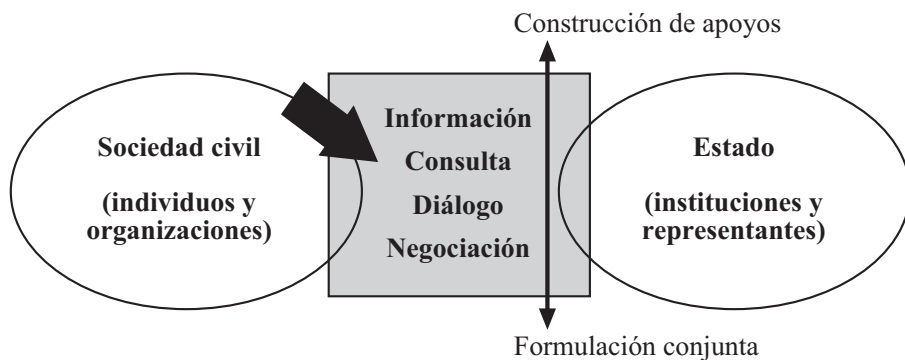 Construcción de apoyos
Sociedad civil
(individuos y
organizaciones)
Información
Consulta
Diálogo
Negociación
Estado
(instituciones y
representantes)
Formulación conjunta